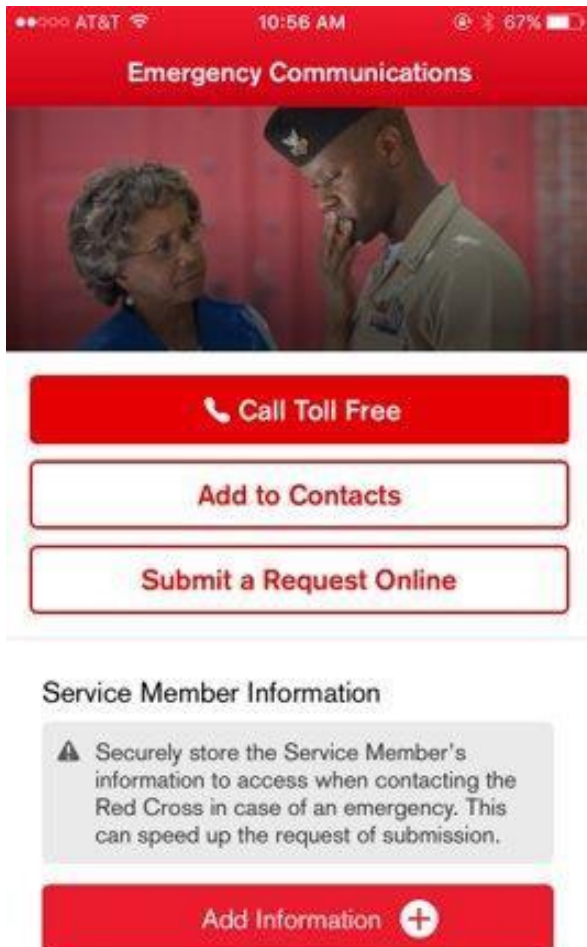 AT&T 10:56 AM 67%
Emergency Communications
Call Toll Free
Add to Contacts
Submit a Request Online
Service Member Information
Securely store the Service Member's
information to access when contacting the
Red Cross in case of an emergency. This
can speed up the request of submission.
Add Information